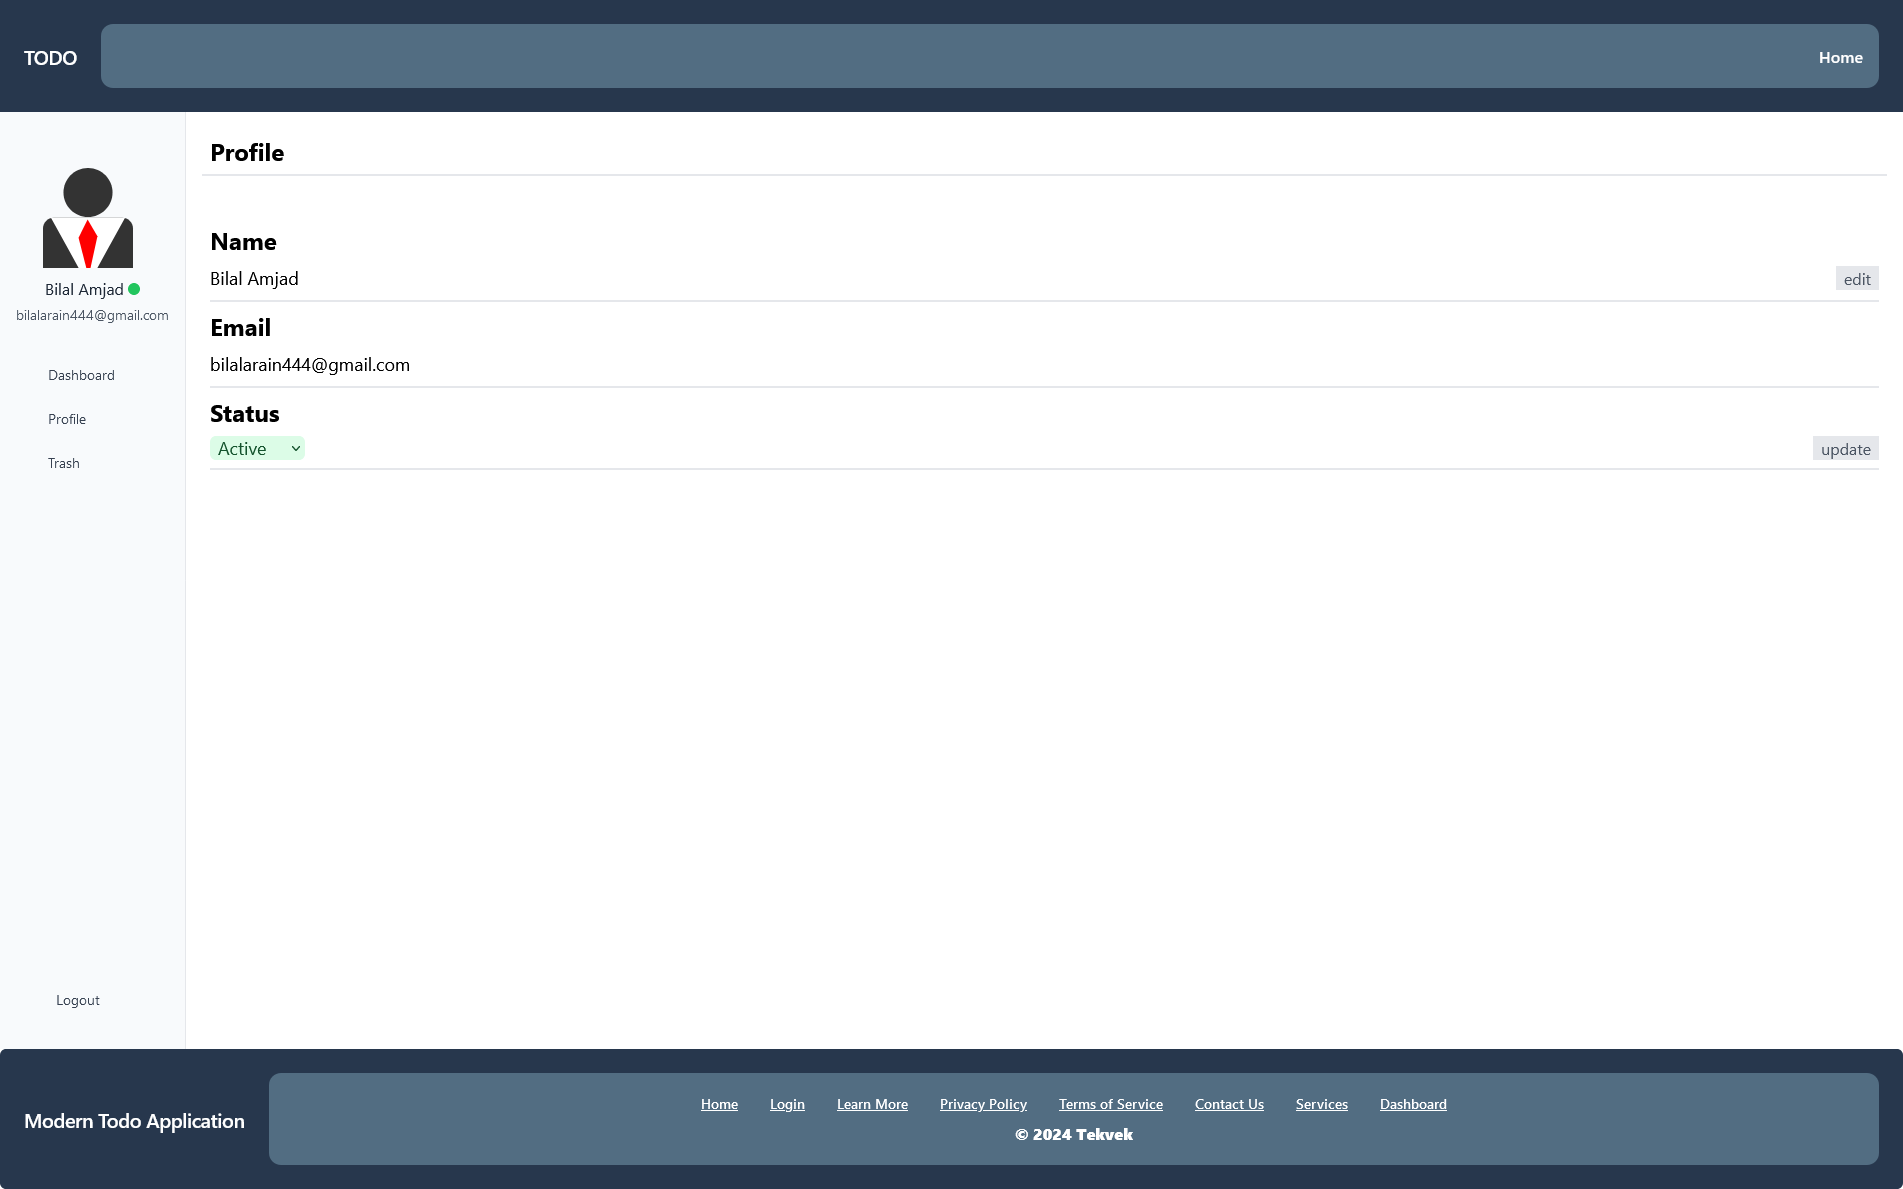 TODO
Home
Bilal Amjad
bilalarain444@gmail.com
Dashboard
Profile
Trash
Logout
Profile
Name
Bilal Amjad
edit
Email
bilalarain444@gmail.com
Status
Active
update
Modern Todo Application
Home Login Learn More Privacy Policy Terms of Service Contact Us Services Dashboard
© 2024 Tekvek